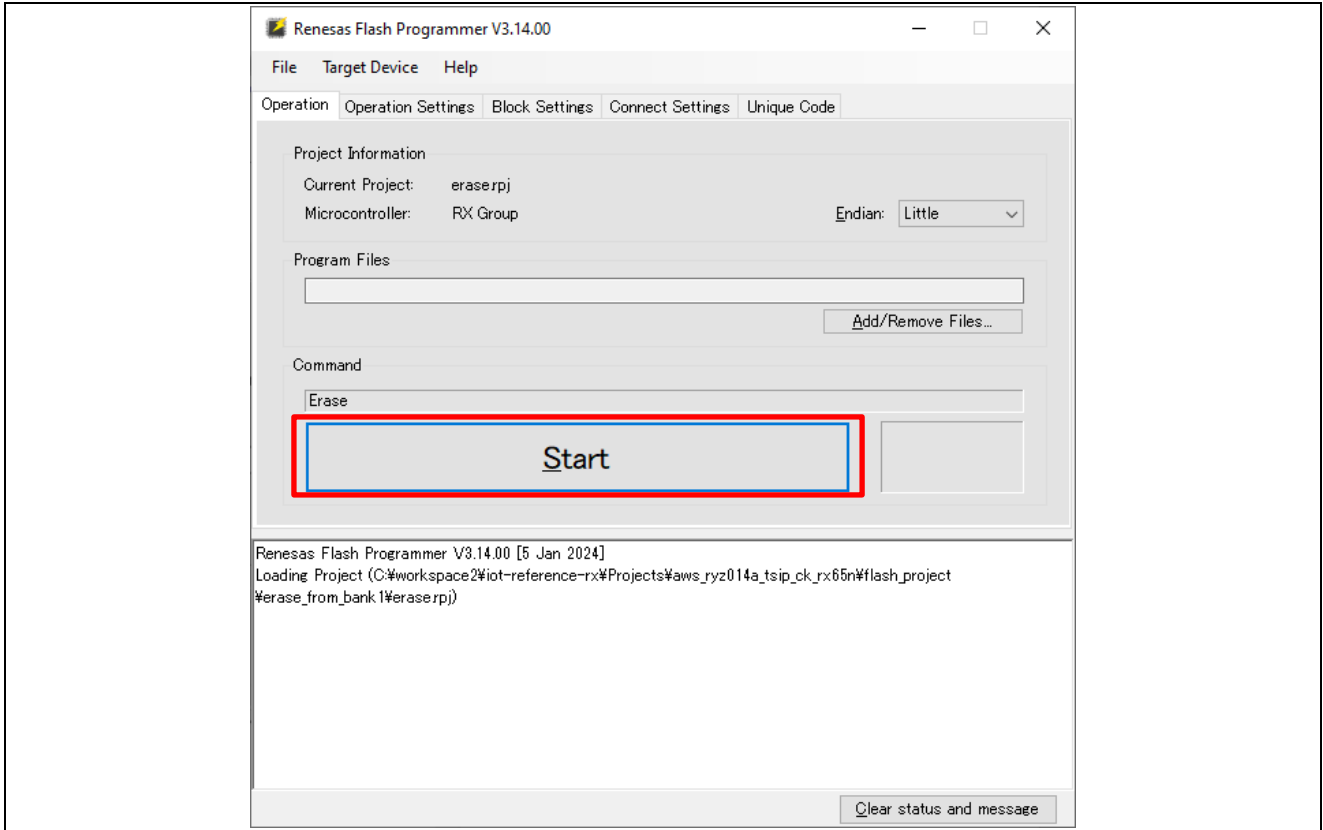 Renesas Flash Programmer V3.14.00
File Target Device Help
Operation Operation Settings Block Settings Connect Settings Unique Code
Project Information
Current Project: erase.rpj
Microcontroller: RX Group Endian: Little
Program Files
Add/Remove Files...
Command
Erase
Start
Renesas Flash Programmer V3.14.00 [5 Jan 2024]
Loading Project (C:¥workspace2¥iot-reference-rx¥Projects¥aws_ryz014a_tsip_ck_rx65n¥flash_project
¥erase_from_bank1¥erase.rpj)
Clear status and message